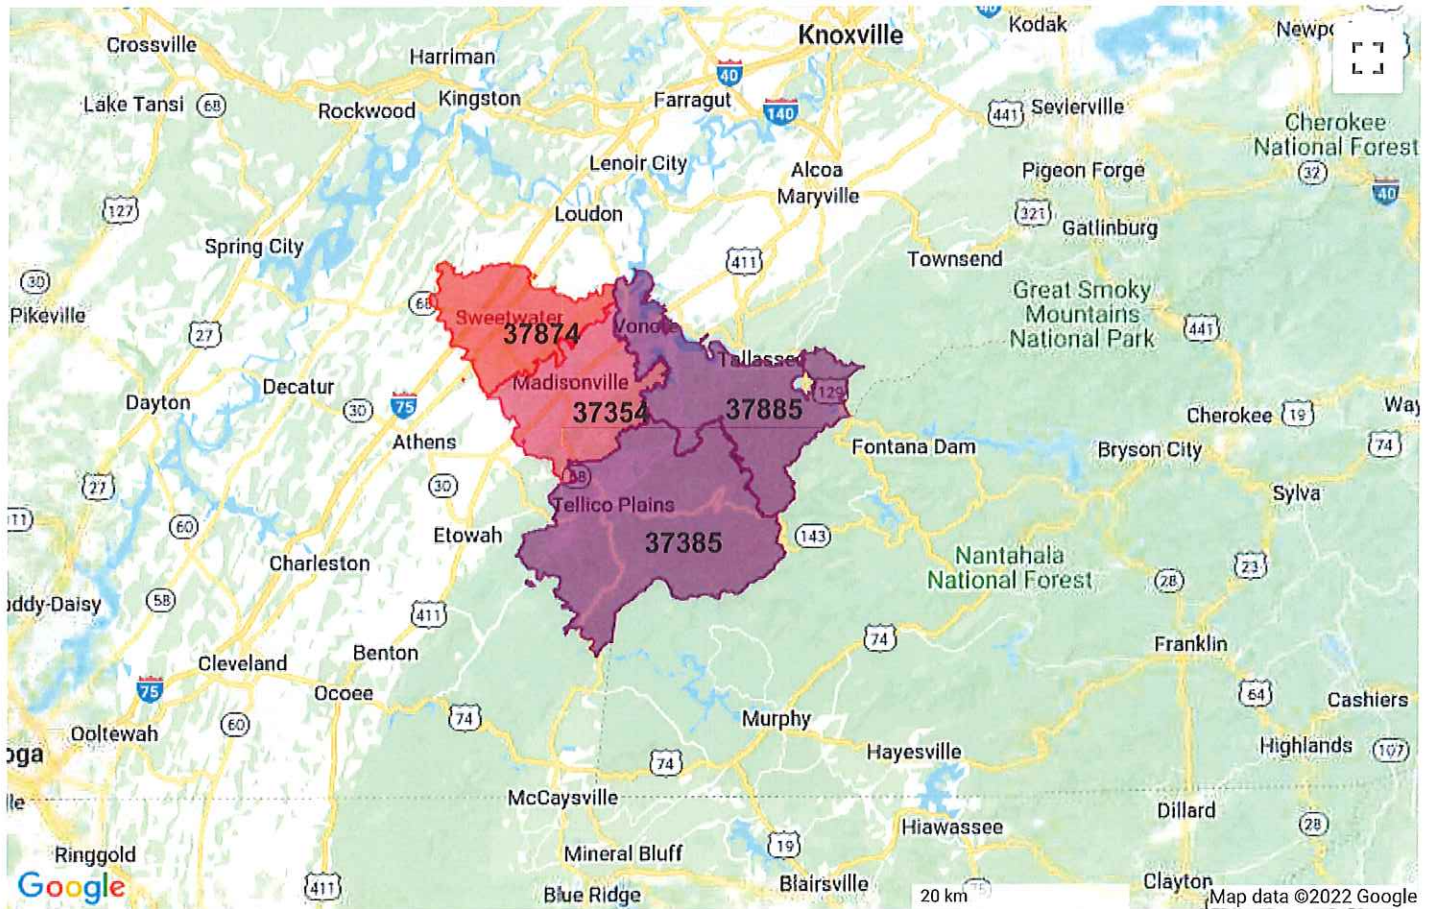 Knoxville
Kodak
Crossville
Harriman
40
Lake Tansi
68
Rockwood
Kingston
Farragut
140
441
Sevierville
Cherokee
National Forest
Lenoir City
Alcoa
Maryville
Pigeon Forge
32
40
127
Loudon
321
Gatlinburg
Spring City
411
Townsend
30
Pikeville
68
Sweetwater
37874
Vonore
Great Smoky
Mountains
National Park
441
27
Tallassee
Decatur
Madisonville
129
Dayton
30
75
37354
37885
Cherokee
19
Athens
Fontana Dam
Bryson City
74
27
30
68
Tellico Plains
Sylva
60
Etowah
37385
143
Charleston
Nantahala
National Forest
28
23
58
411
74
Franklin
Benton
Cleveland
75
Ocoee
64
Cashiers
60
74
Murphy
Ooltewah
Hayesville
Highlands
107
74
McCaysville
Dillard
Hiawassee
28
Ringgold
Mineral Bluff
19
Google
411
Blue Ridge
Blairsville
20 km
Clayton
Map data ©2022 Google